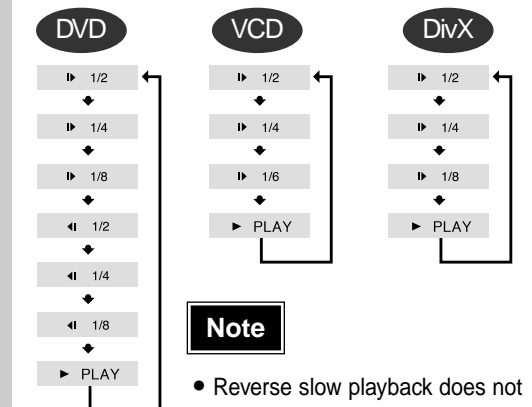 DVD
I▶ 1/2
I▶ 1/4
I▶ 1/8
◀I 1/2
◀I 1/4
◀I 1/8
► PLAY
VCD
I▶ 1/2
I▶ 1/4
I▶ 1/6
► PLAY
DivX
I▶ 1/2
I▶ 1/4
I▶ 1/8
► PLAY
Note
• Reverse slow playback does not